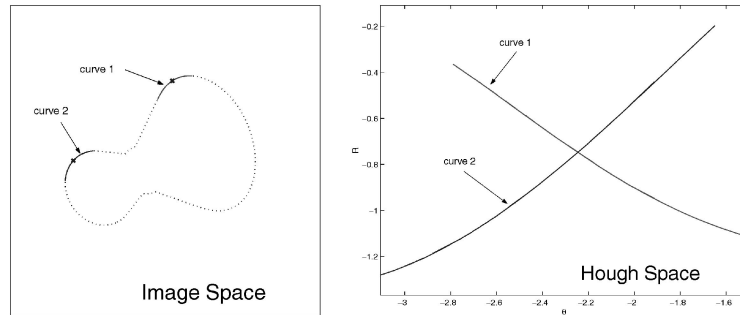 curve 1
curve 2
Image Space
−0.2
−0.4
−0.6
−0.8
−1
−1.2
R
curve 1
curve 2
Hough Space
−3 −2.8 −2.6 −2.4 −2.2 −2 −1.8 −1.6
θ